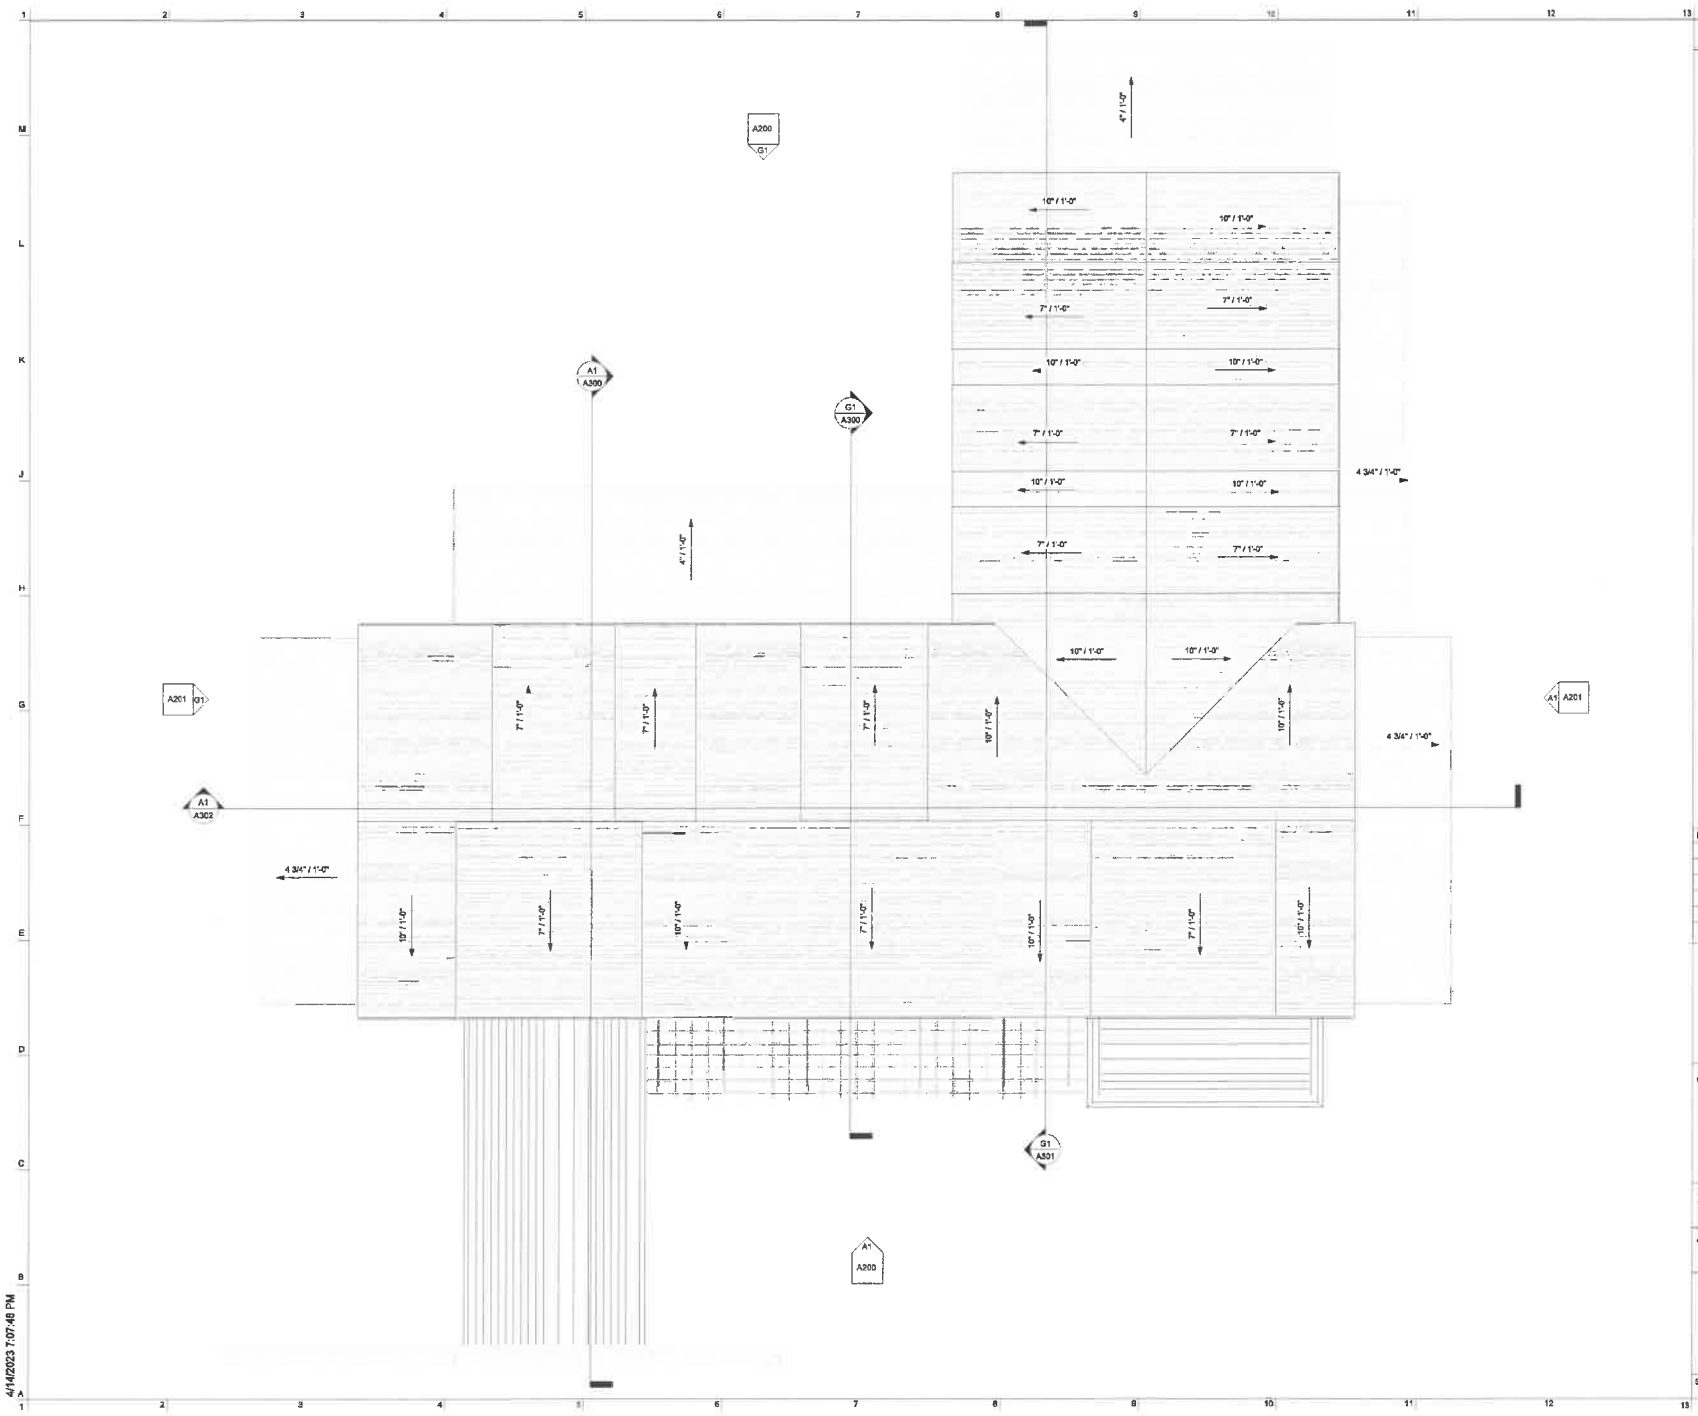 1 2 3 4 5 6 7 8 9 10 11 12 13
4" / 1'-0"
M
A200
G1
10" / 1'-0"
10" / 1'-0"
L
7" / 1'-0"
7" / 1'-0"
K
10" / 1'-0"
10" / 1'-0"
A1
A300
G1
A300
7" / 1'-0"
7" / 1'-0"
J
4 3/4" / 1'-0"
10" / 1'-0"
10" / 1'-0"
4" / 1'-0"
7" / 1'-0"
7" / 1'-0"
H
10" / 1'-0"
10" / 1'-0"
A201 G1
G
A1 A201
7" / 1'-0"
7" / 1'-0"
7" / 1'-0"
10" / 1'-0"
10" / 1'-0"
4 3/4" / 1'-0"
A1
A302
F
4 3/4" / 1'-0"
10" / 1'-0"
7" / 1'-0"
10" / 1'-0"
7" / 1'-0"
10" / 1'-0"
7" / 1'-0"
10" / 1'-0"
E
D
G1
A301
C
A1
A200
B
4/14/2023 7:07:48 PM
A
1 2 3 4 5 6 7 8 9 10 11 12 13